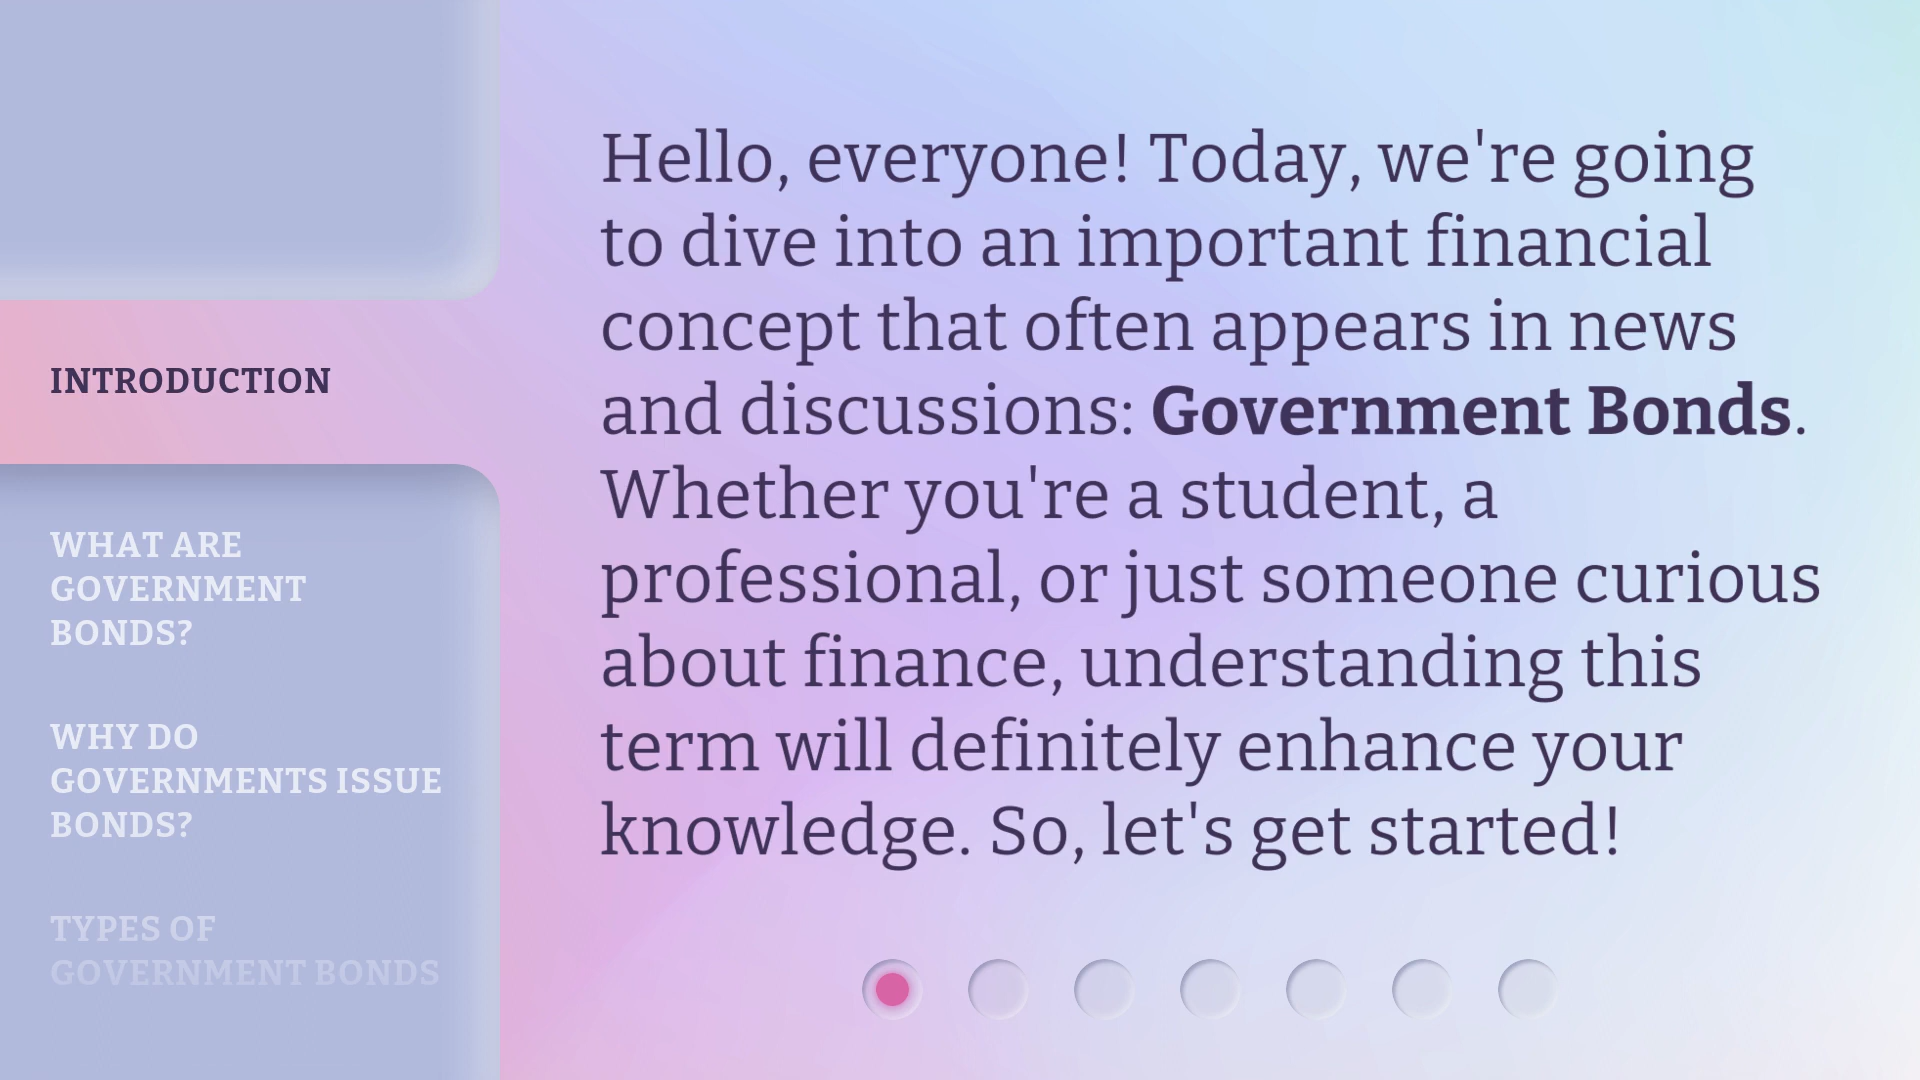 INTRODUCTION
WHAT ARE
GOVERNMENT
BONDS?
WHY DO
GOVERNMENTS ISSUE
BONDS?
TYPES OF
GOVERNMENT BONDS
Hello, everyone! Today, we're going
to dive into an important financial
concept that often appears in news
and discussions: Government Bonds.
Whether you're a student, a
professional, or just someone curious
about finance, understanding this
term will definitely enhance your
knowledge. So, let's get started!